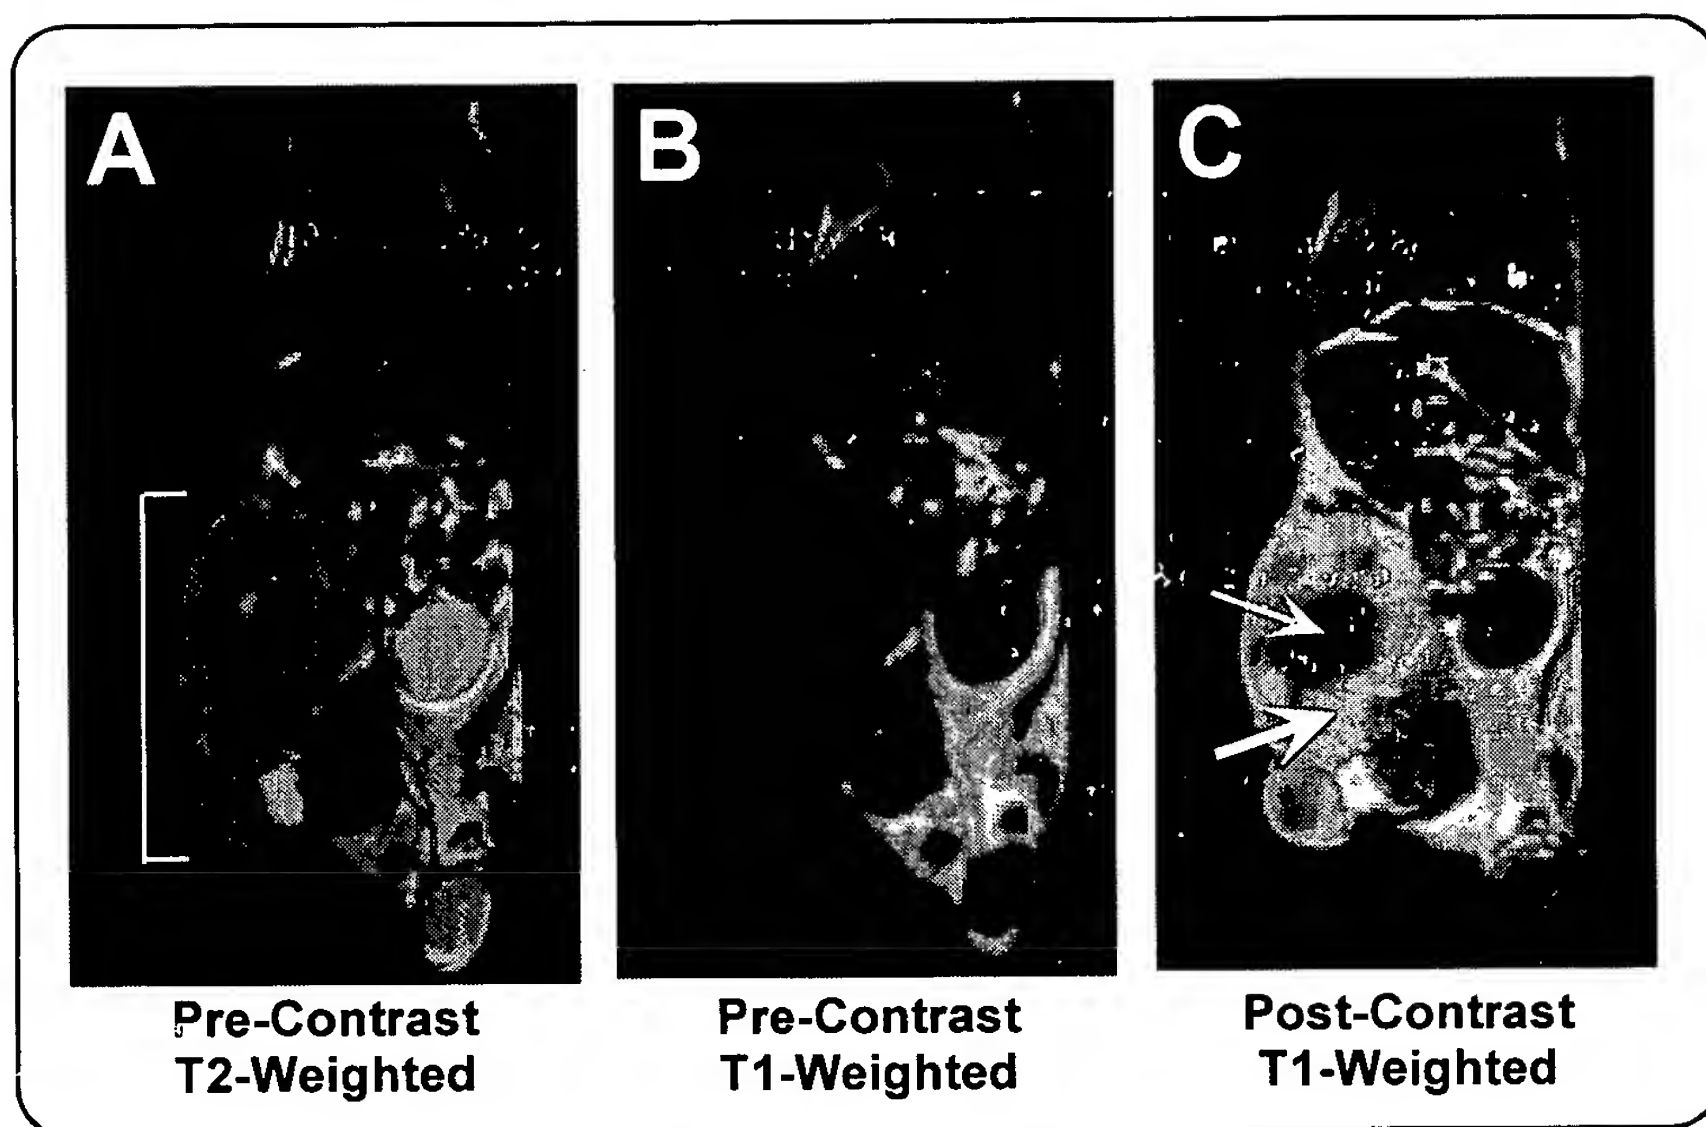 A
B
C
Pre-Contrast
T2-Weighted
Pre-Contrast
T1-Weighted
Post-Contrast
T1-Weighted